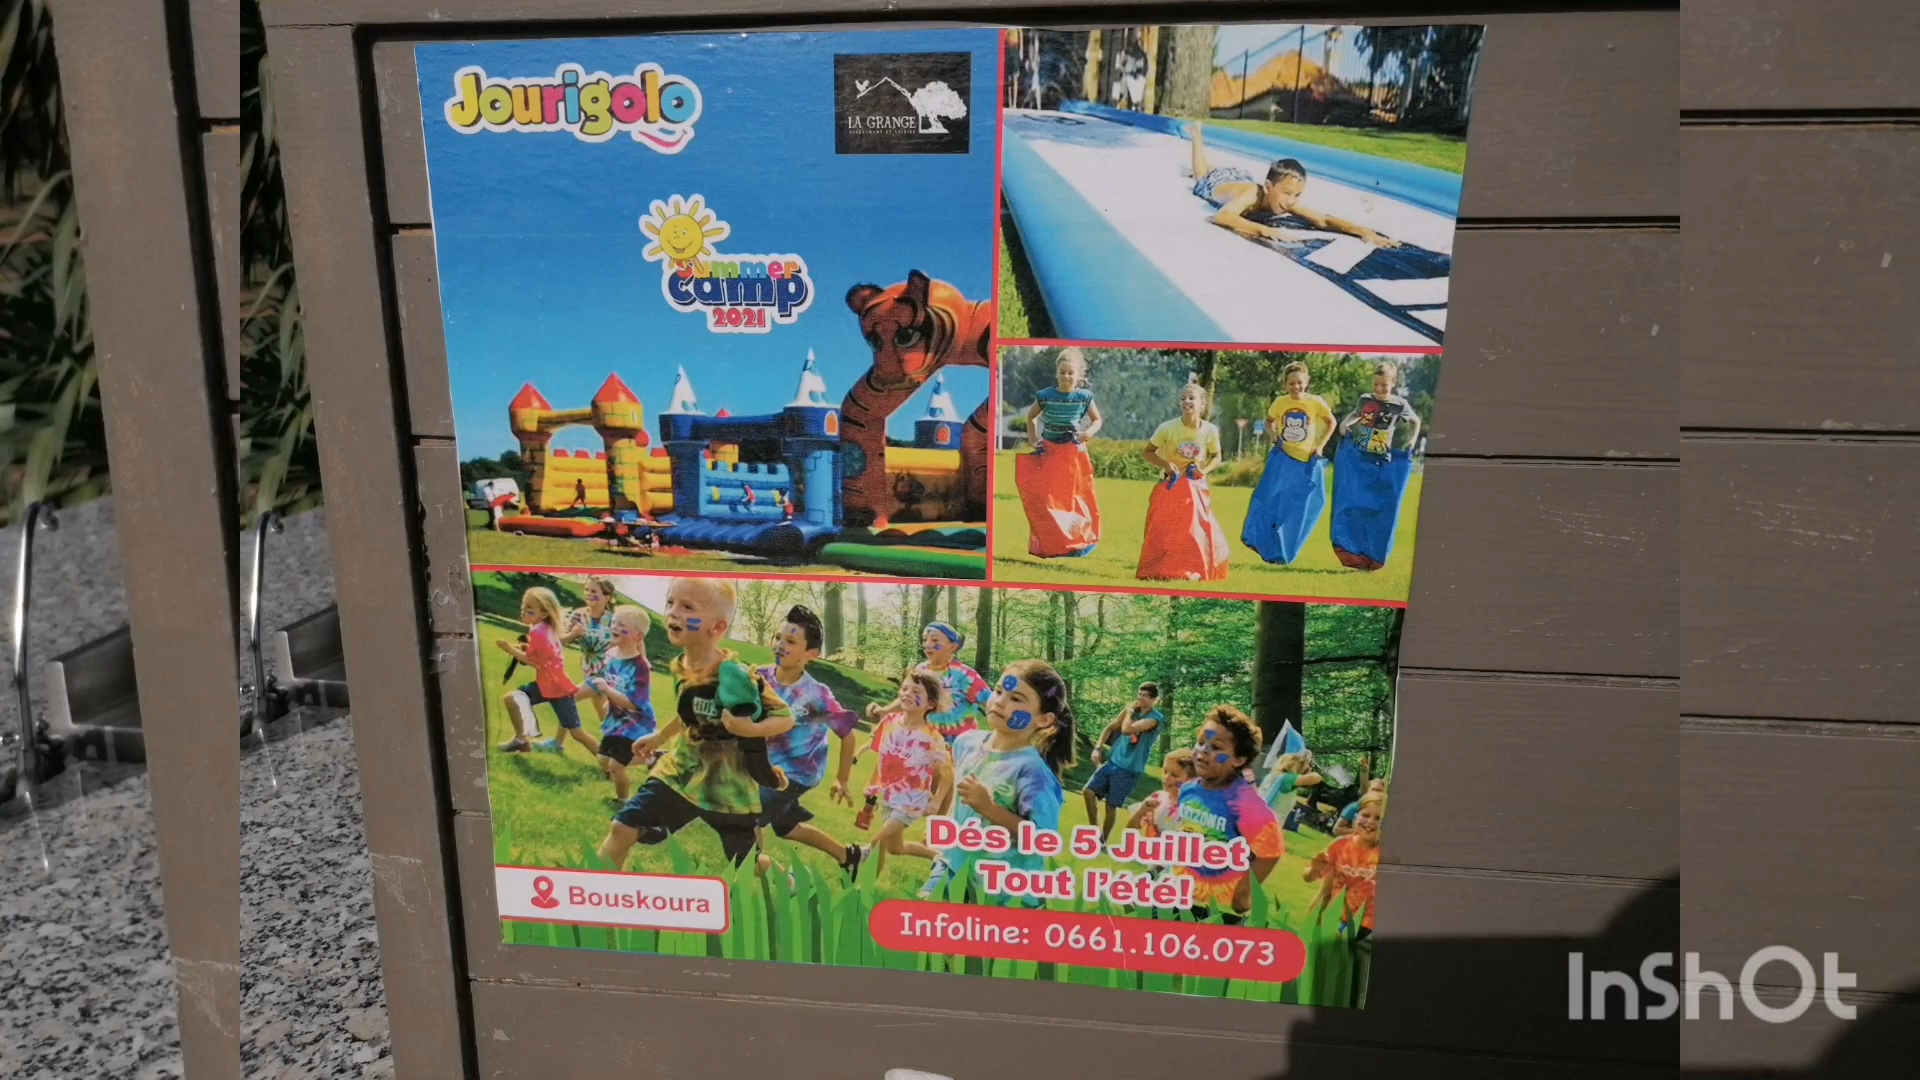 Jourigolo
LA GRANGE
Summer
camp
2021
Dés le 5 Juillet
Tout l'été!
Bouskoura
Infoline: 0661.106.073
InShOt